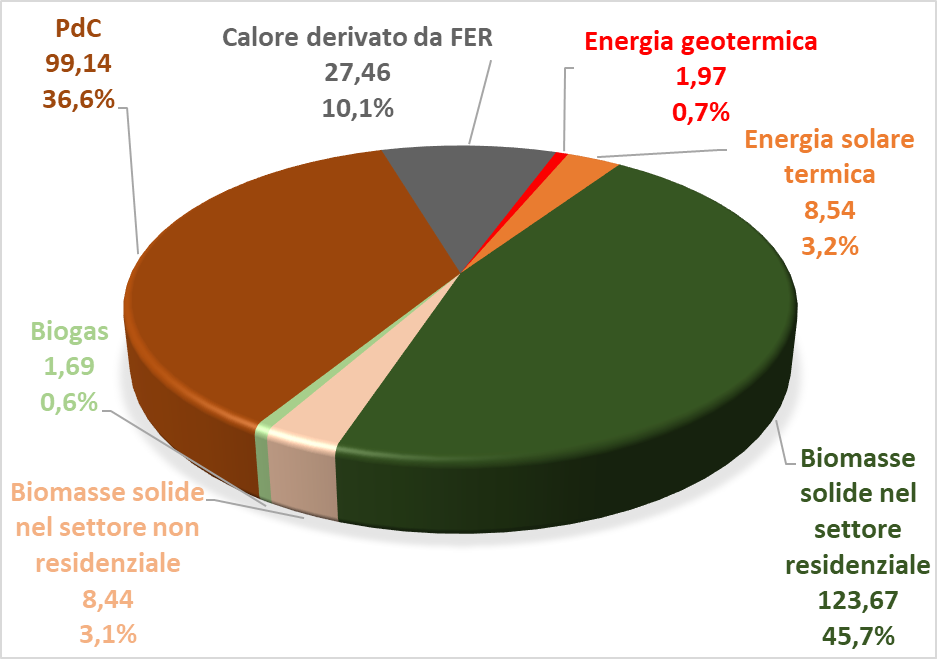 PdC
99,14
36,6%
Calore derivato da FER
27,46
10,1%
Energia geotermica
1,97
0,7%
Energia solare
termica
8,54
3,2%
Biogas
1,69
0,6%
Biomasse solide
nel settore non
residenziale
8,44
3,1%
Biomasse
solide nel
settore
residenziale
123,67
45,7%